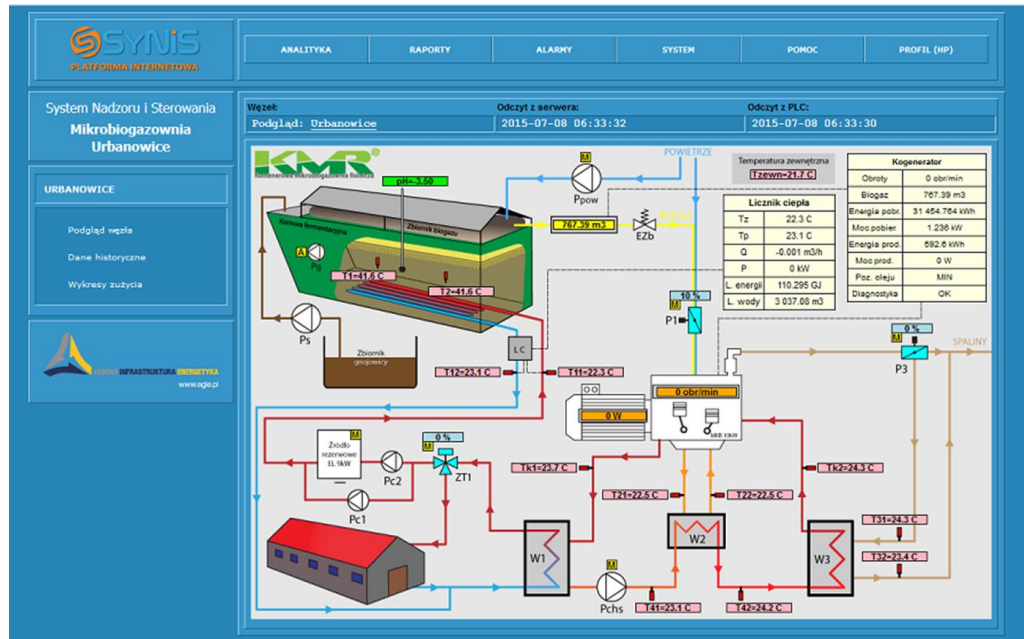 SYNiS
PLATFORMA INTERNETOWA
ANALITYKA
RAPORTY
ALARMY
SYSTEM
POMOC
PROFIL (HP)
System Nadzoru i Sterowania
Mikrobiogazownia
Urbanowice
Węzeł:
Podgląd: Urbanowice
Odczyt z serwera:
2015-07-08 06:33:32
Odczyt z PLC:
2015-07-08 06:33:30
URBANOWICE
Podgląd węzła
Dane historyczne
Wykresy zużycia
INFRASTRUKTURA ENERGETYKA
www.egie.pl
KMR®
Kontenerowa Mikrobiogazownia Rolnicza
pH=-3.50
M
Ppow
POWIETRZE
Temperatura zewnętrzna
Tzewn=21.7 C
Licznik ciepła
Tz 22.3 C
Tp 23.1 C
Q -0.001 m3/h
P 0 kW
L. energii 110.295 GJ
L. wody 3 037.08 m3
Kogenerator
Obroty 0 obr/min
Biogaz 767.39 m3
Energia pobr. 31 454.764 kWh
Moc pobier. 1.236 kW
Energia prod. 692.6 kWh
Moc prod. 0 W
Poz. oleju MIN
Diagnostyka OK
Komora fermentacyjna
Zbiornik biogazu
767.39 m3
EZb
BIOGAZ
A
Pg
T1=41.6 C
T2=41.6 C
Ps
Zbiornik
gnojowicy
LC
T12=23.1 C
T11=22.3 C
10 %
M
P1
0 %
M
P3
SPALINY
0 obr/min
0 W
Źródło
rezerwowe
EL 9kW
M
Pc2
Pc1
0 %
M
ZT1
Tk1=23.7 C
Tk2=24.3 C
T21=22.5 C
T22=22.5 C
T31=24.3 C
T32=23.4 C
W1
W2
W3
Pchs
T41=23.1 C
T42=24.2 C